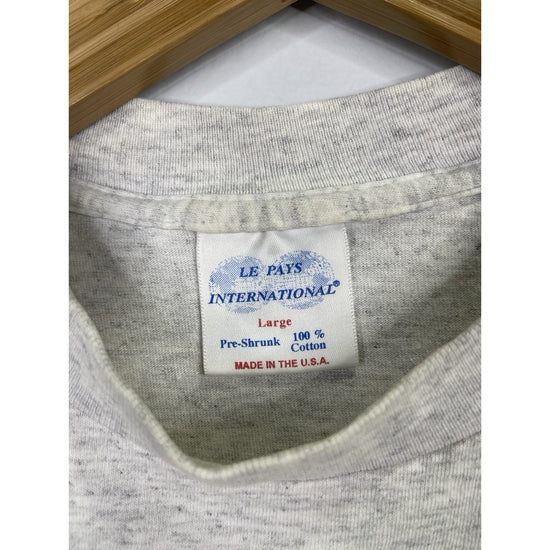 LE PAYS
INTERNATIONAL®
Large
Pre-Shrunk 100 % Cotton
MADE IN THE U.S.A.